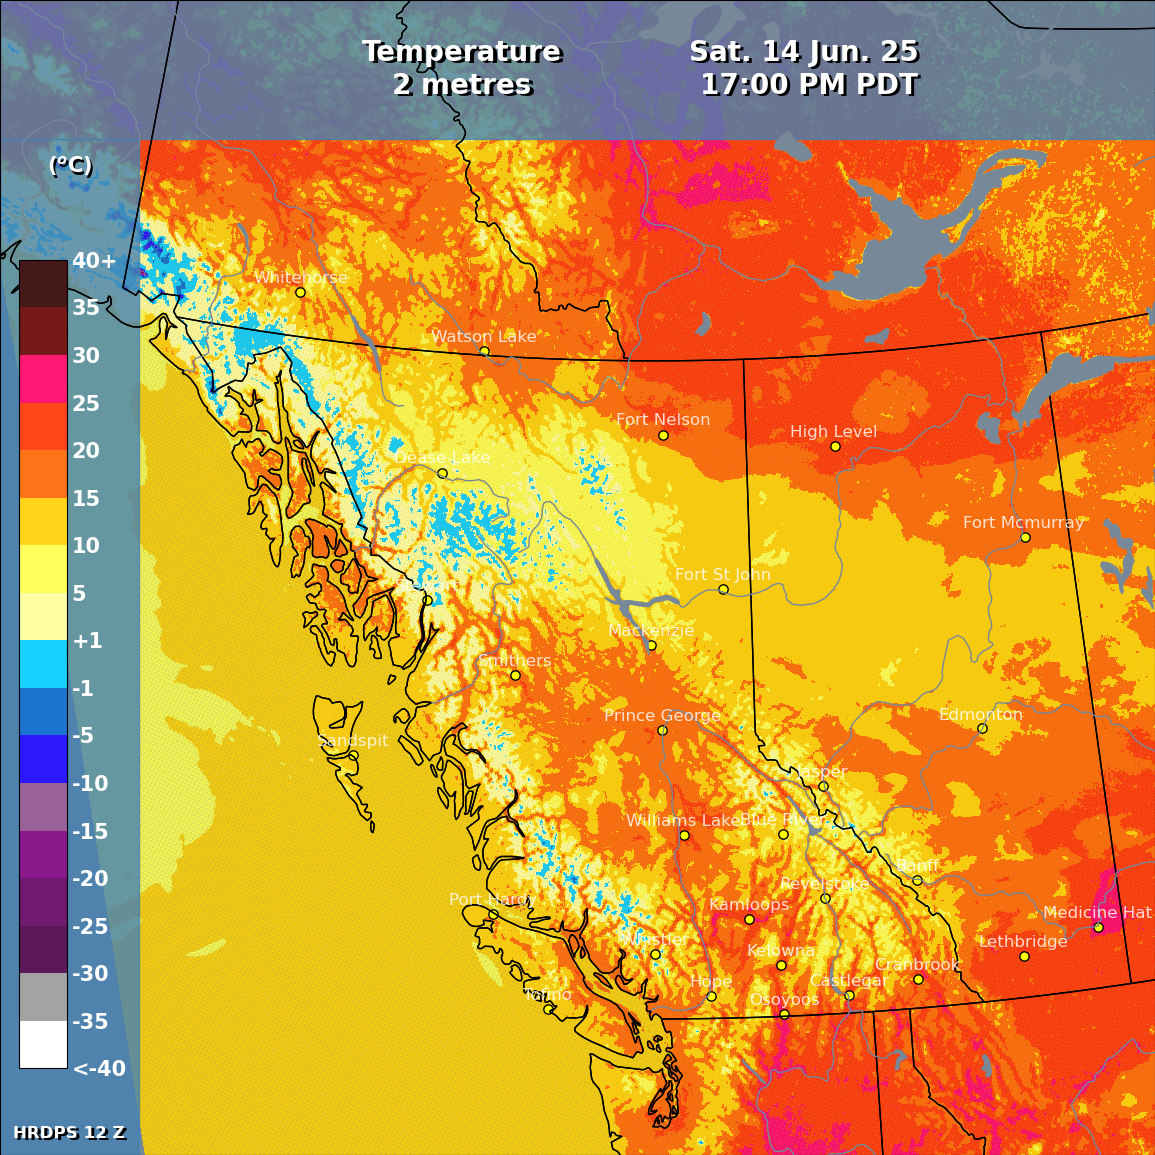 Temperature
2 metres
Sat. 14 Jun. 25
17:00 PM PDT
(°C)
40+
35
30
25
20
15
10
5
+1
-1
-5
-10
-15
-20
-25
-30
-35
<-40
Whitehorse
Watson Lake
Fort Nelson
High Level
Dease Lake
Fort Mcmurray
Fort St John
Mackenzie
Smithers
Prince George
Edmonton
Sandspit
Jasper
Williams Lake
Blue River
Banff
Revelstoke
Port Hardy
Kamloops
Medicine Hat
Whistler
Lethbridge
Kelowna
Cranbrook
Hope
Castlegar
Tofino
Osoyoos
HRDPS 12 Z